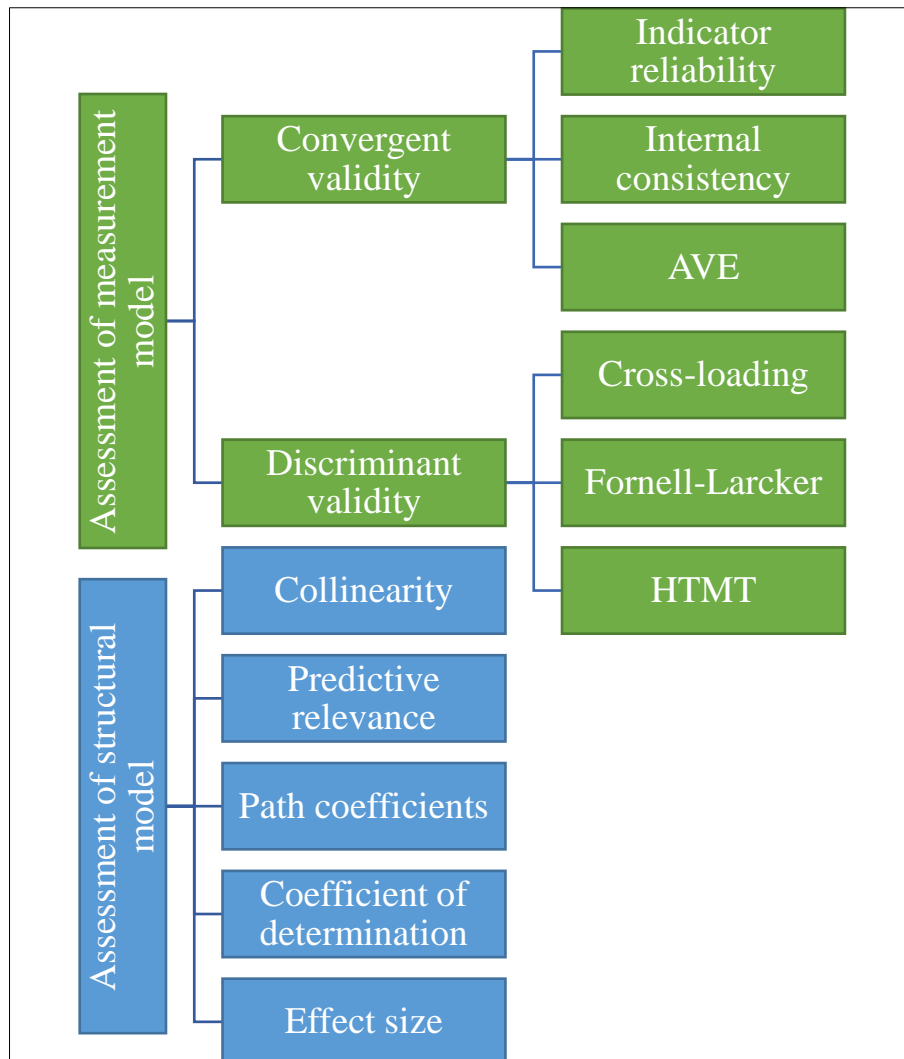 Assessment of measurement
model
Convergent
validity
Indicator
reliability
Internal
consistency
AVE
Discriminant
validity
Cross-loading
Fornell-Larcker
HTMT
Assessment of structural
model
Collinearity
Predictive
relevance
Path coefficients
Coefficient of
determination
Effect size